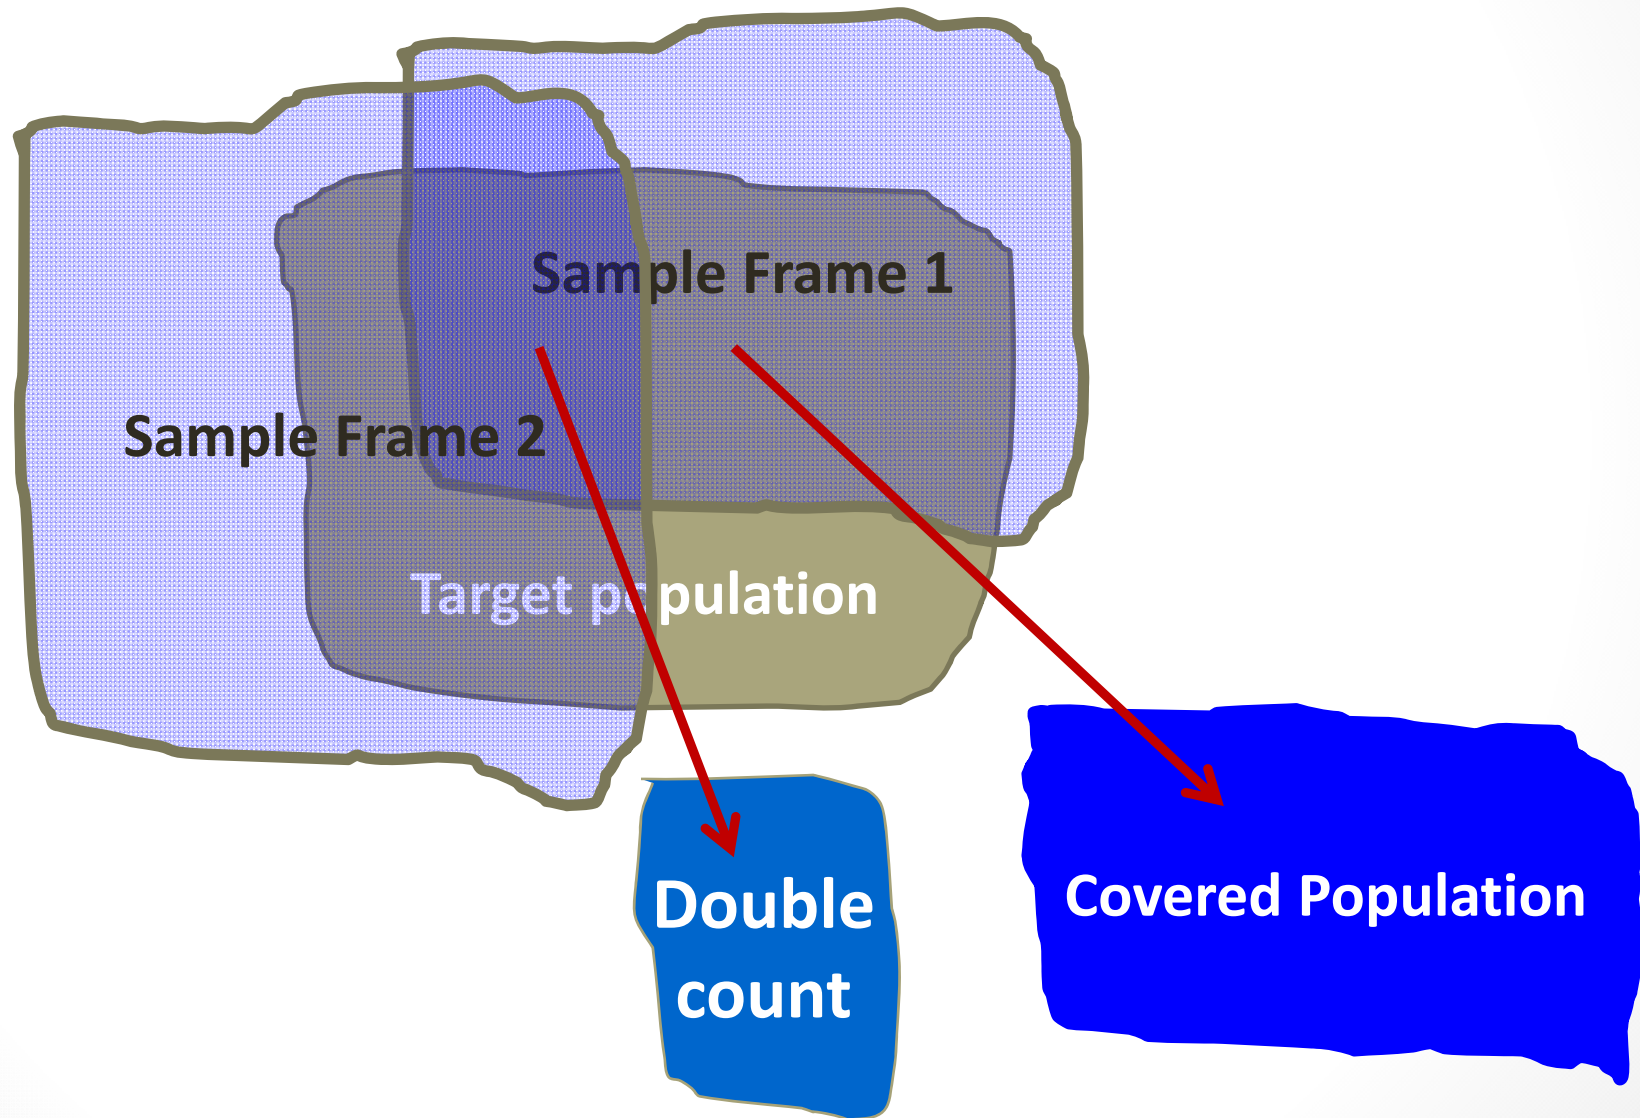 Sample Frame 1
Sample Frame 2
Target population
Double
count
Covered Population